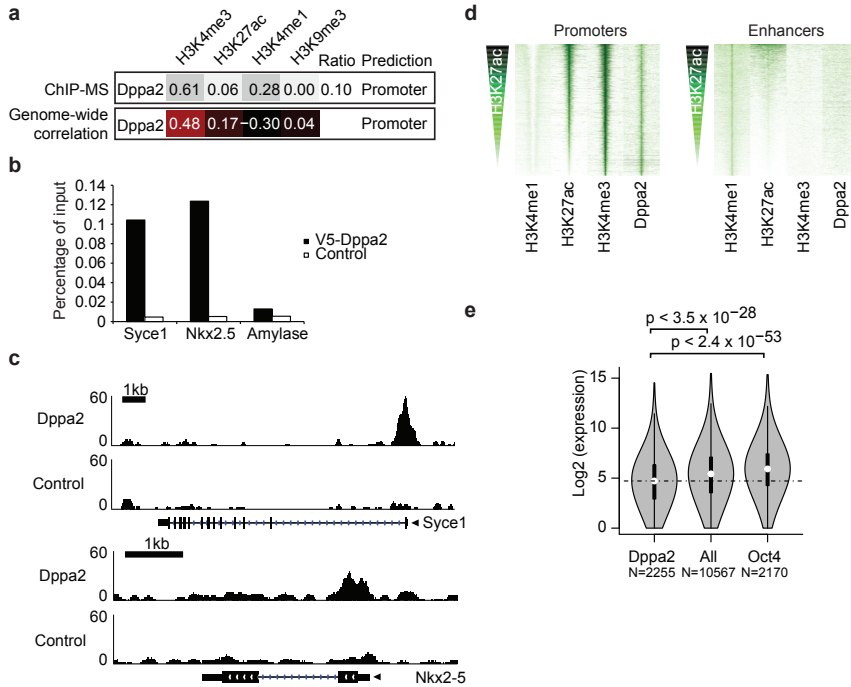 a
H3K4me3 H3K27ac H3K4me1 H3K9me3 Ratio Prediction
ChIP-MS Dppa2 0.61 0.06 0.28 0.00 0.10 Promoter
Genome-wide
correlation
Dppa2 0.48 0.17 −0.30 0.04 Promoter
b
Percentage of input
0.14
0.12
0.1
0.08
0.06
0.04
0.02
0
V5-Dppa2
Control
Syce1 Nkx2.5 Amylase
c
1kb
60
Dppa2
0
60
Control
0
Syce1
1kb
60
Dppa2
0
60
Control
0
Nkx2-5
d
Promoters Enhancers
H3K27ac H3K27ac
H3K4me1 H3K27ac H3K4me3 Dppa2 H3K4me1 H3K27ac H3K4me3 Dppa2
e
p < 3.5 x 10−28
p < 2.4 x 10−53
Log2 (expression)
15
10
5
0
Dppa2 All Oct4
N=2255 N=10567 N=2170